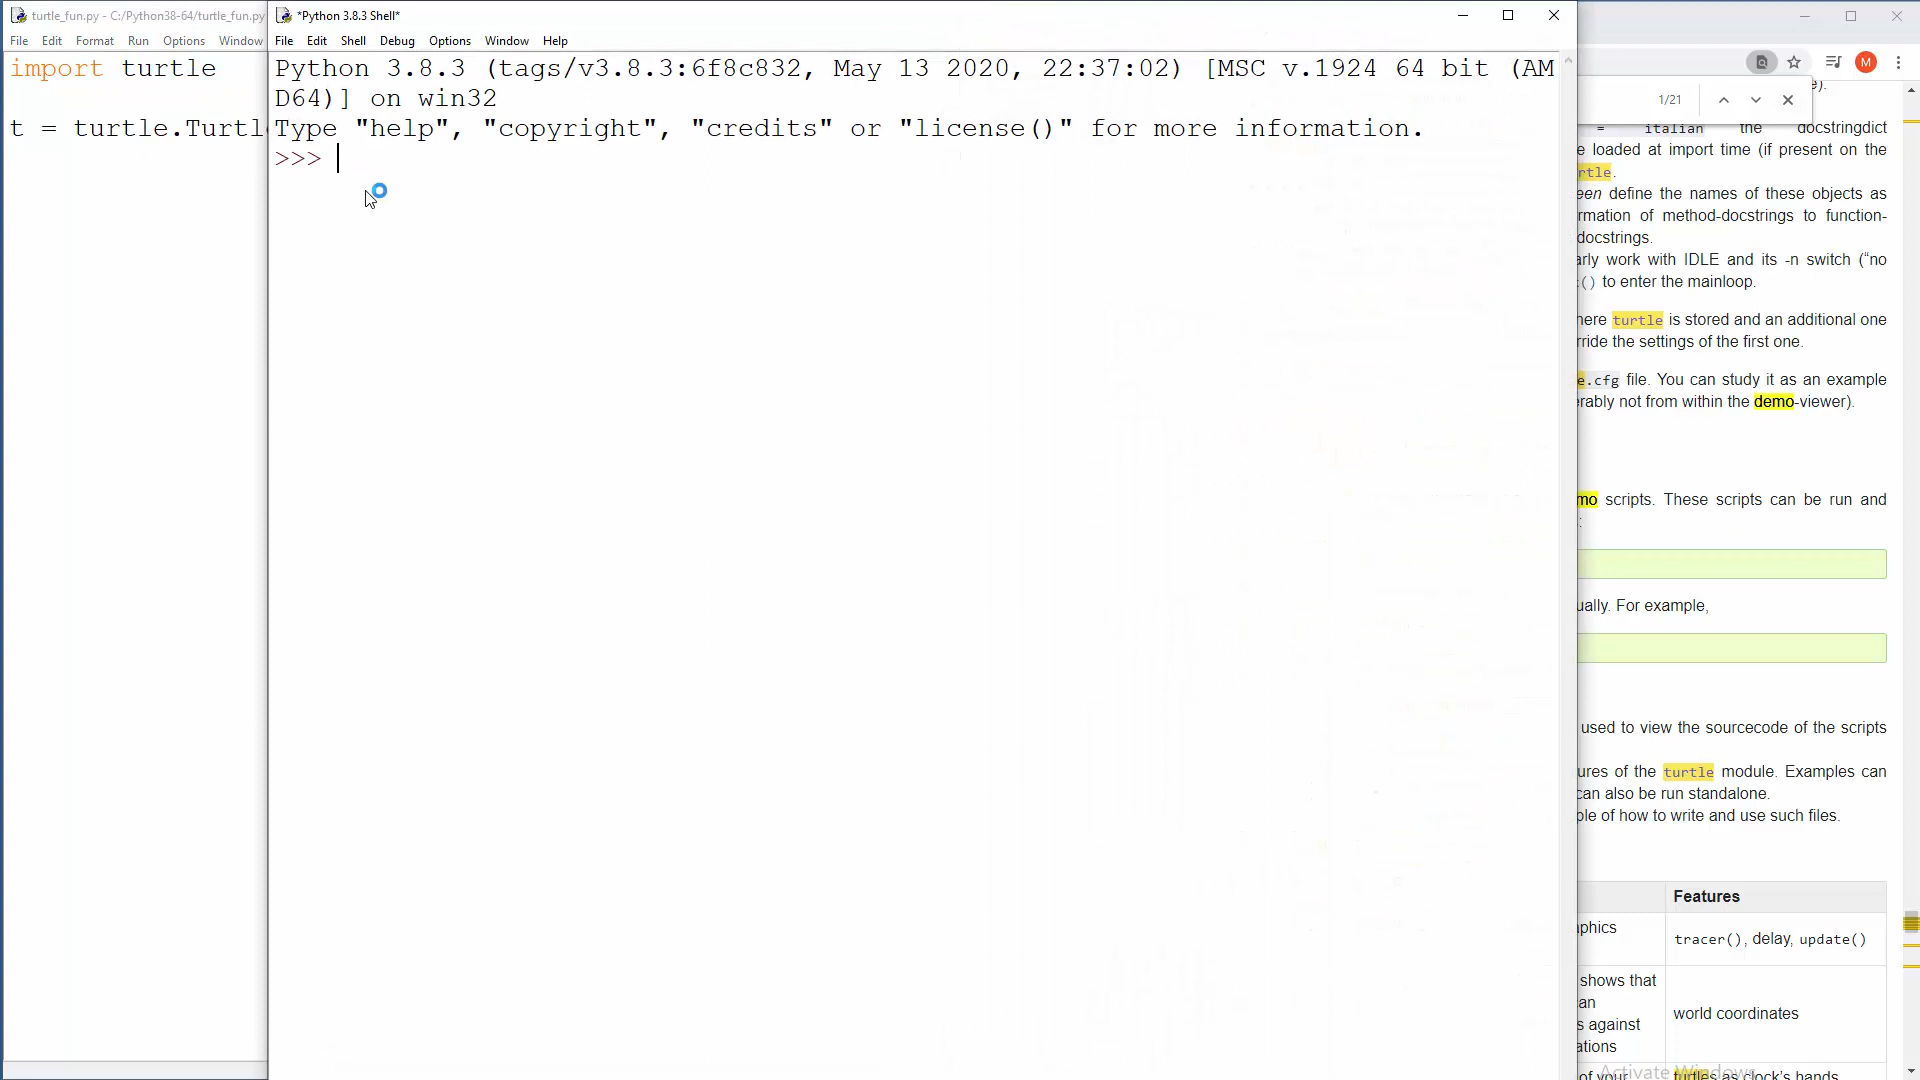 turtle_fun.py - C:/Python38-64/turtle_fun.py
File Edit Format Run Options Window
import turtle
t = turtle.Turtl
*Python 3.8.3 Shell*
File Edit Shell Debug Options Window Help
Python 3.8.3 (tags/v3.8.3:6f8c832, May 13 2020, 22:37:02) [MSC v.1924 64 bit (AM
D64)] on win32
Type "help", "copyright", "credits" or "license()" for more information.
>>>
M
1/21
= italian the docstringdict
e loaded at import time (if present on the
rtle.
een define the names of these objects as
rmation of method-docstrings to function-
docstrings.
arly work with IDLE and its -n switch (“no
() to enter the mainloop.
here turtle is stored and an additional one
rride the settings of the first one.
e.cfg file. You can study it as an example
erably not from within the demo-viewer).
mo scripts. These scripts can be run and
:
ually. For example,
used to view the sourcecode of the scripts
ures of the turtle module. Examples can
can also be run standalone.
ple of how to write and use such files.
Features
aphics
tracer(), delay, update()
shows that
an
s against
ations
world coordinates
of your
turtles as clock's hands
Activate Windows